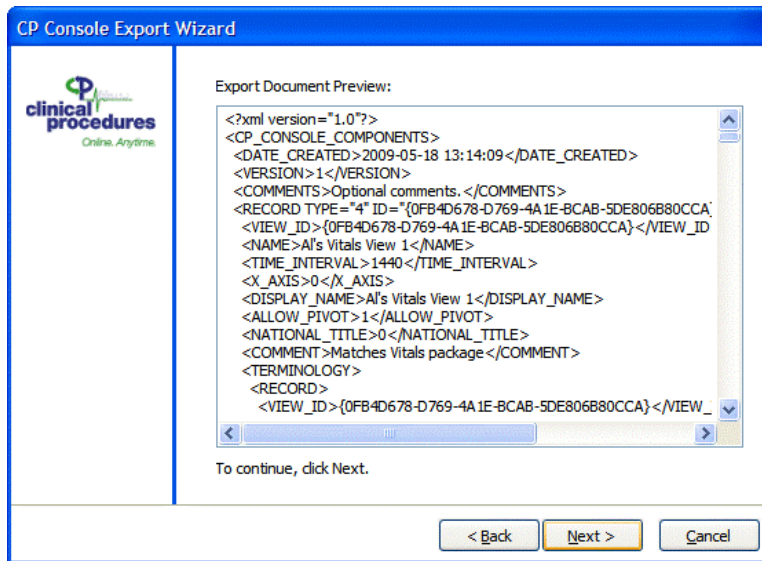 CP Console Export Wizard
CP
clinical
procedures
Online. Anytime.
Export Document Preview:
<?xml version="1.0"?>
<CP_CONSOLE_COMPONENTS>
<DATE_CREATED>2009-05-18 13:14:09</DATE_CREATED>
<VERSION>1</VERSION>
<COMMENTS>Optional comments.</COMMENTS>
<RECORD TYPE="4" ID="{0FB4D678-D769-4A1E-BCAB-5DE806B80CCA}
<VIEW_ID>{0FB4D678-D769-4A1E-BCAB-5DE806B80CCA}</VIEW_ID
<NAME>Al's Vitals View 1</NAME>
<TIME_INTERVAL>1440</TIME_INTERVAL>
<X_AXIS>0</X_AXIS>
<DISPLAY_NAME>Al's Vitals View 1</DISPLAY_NAME>
<ALLOW_PIVOT>1</ALLOW_PIVOT>
<NATIONAL_TITLE>0</NATIONAL_TITLE>
<COMMENT>Matches Vitals package</COMMENT>
<TERMINOLOGY>
<RECORD>
<VIEW_ID>{0FB4D678-D769-4A1E-BCAB-5DE806B80CCA}</VIEW_
To continue, click Next.
< Back
Next >
Cancel